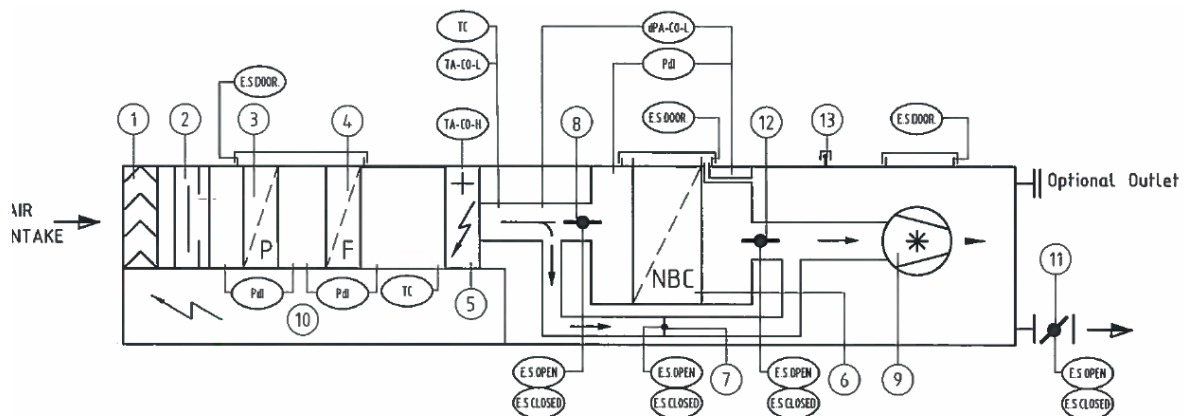 TC
dPA-CO-L
TA-CO-L
PdI
E.S DOOR.
TA-CO-H
E.S DOOR.
E.S DOOR.
1
2
3
4
8
12
13
AIR
INTAKE
Optional Outlet
P
F
NBC
PdI
PdI
TC
5
10
11
E.S OPEN
E.S CLOSED
E.S OPEN
E.S CLOSED
7
E.S OPEN
E.S CLOSED
6
9
E.S OPEN
E.S CLOSED